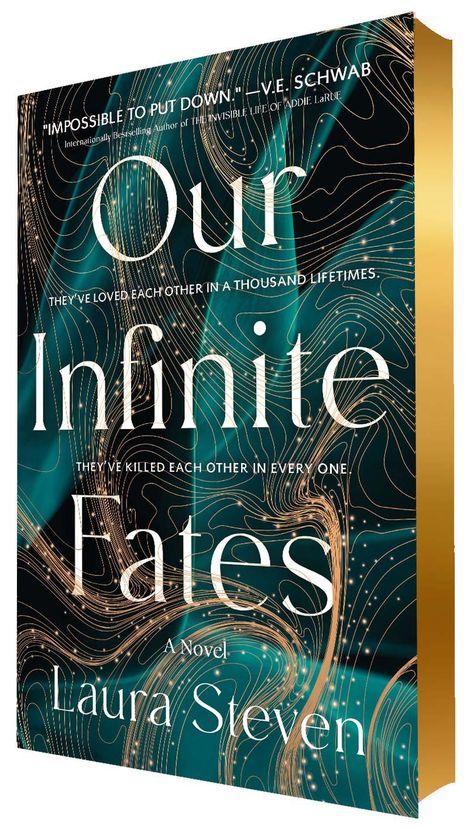 "IMPOSSIBLE TO PUT DOWN."—V.E. SCHWAB
Internationally Bestselling Author of THE INVISIBLE LIFE OF ADDIE LaRUE
Our
THEY'VE LOVED EACH OTHER IN A THOUSAND LIFETIMES.
Infinite
THEY'VE KILLED EACH OTHER IN EVERY ONE.
Fates
A Novel
Laura Steven